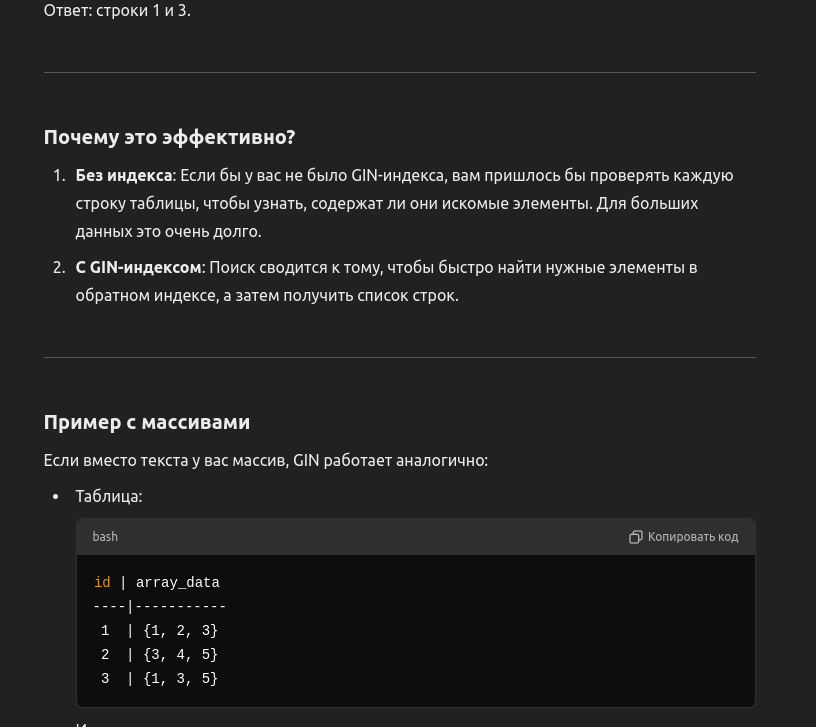 Ответ: строки 1 и 3.
Почему это эффективно?
1. Без индекса: Если бы у вас не было GIN-индекса, вам пришлось бы проверять каждую
строку таблицы, чтобы узнать, содержат ли они искомые элементы. Для больших
данных это очень долго.
2. С GIN-индексом: Поиск сводится к тому, чтобы быстро найти нужные элементы в
обратном индексе, а затем получить список строк.
Пример с массивами
Если вместо текста у вас массив, GIN работает аналогично:
• Таблица:
bash
Копировать код
id | array_data
----|-----------
1  | {1, 2, 3}
2  | {3, 4, 5}
3  | {1, 3, 5}